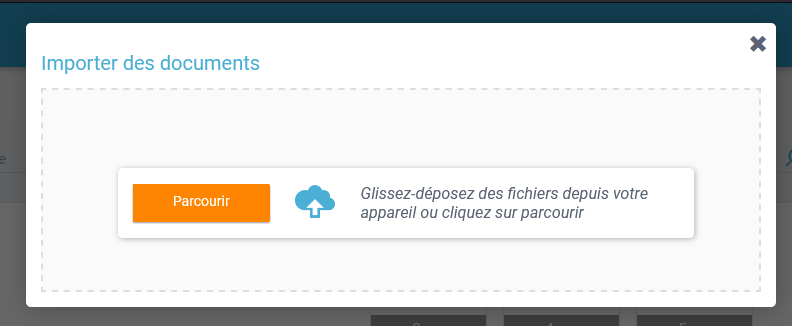 Importer des documents
Parcourir
Glissez-déposez des fichiers depuis votre
appareil ou cliquez sur parcourir